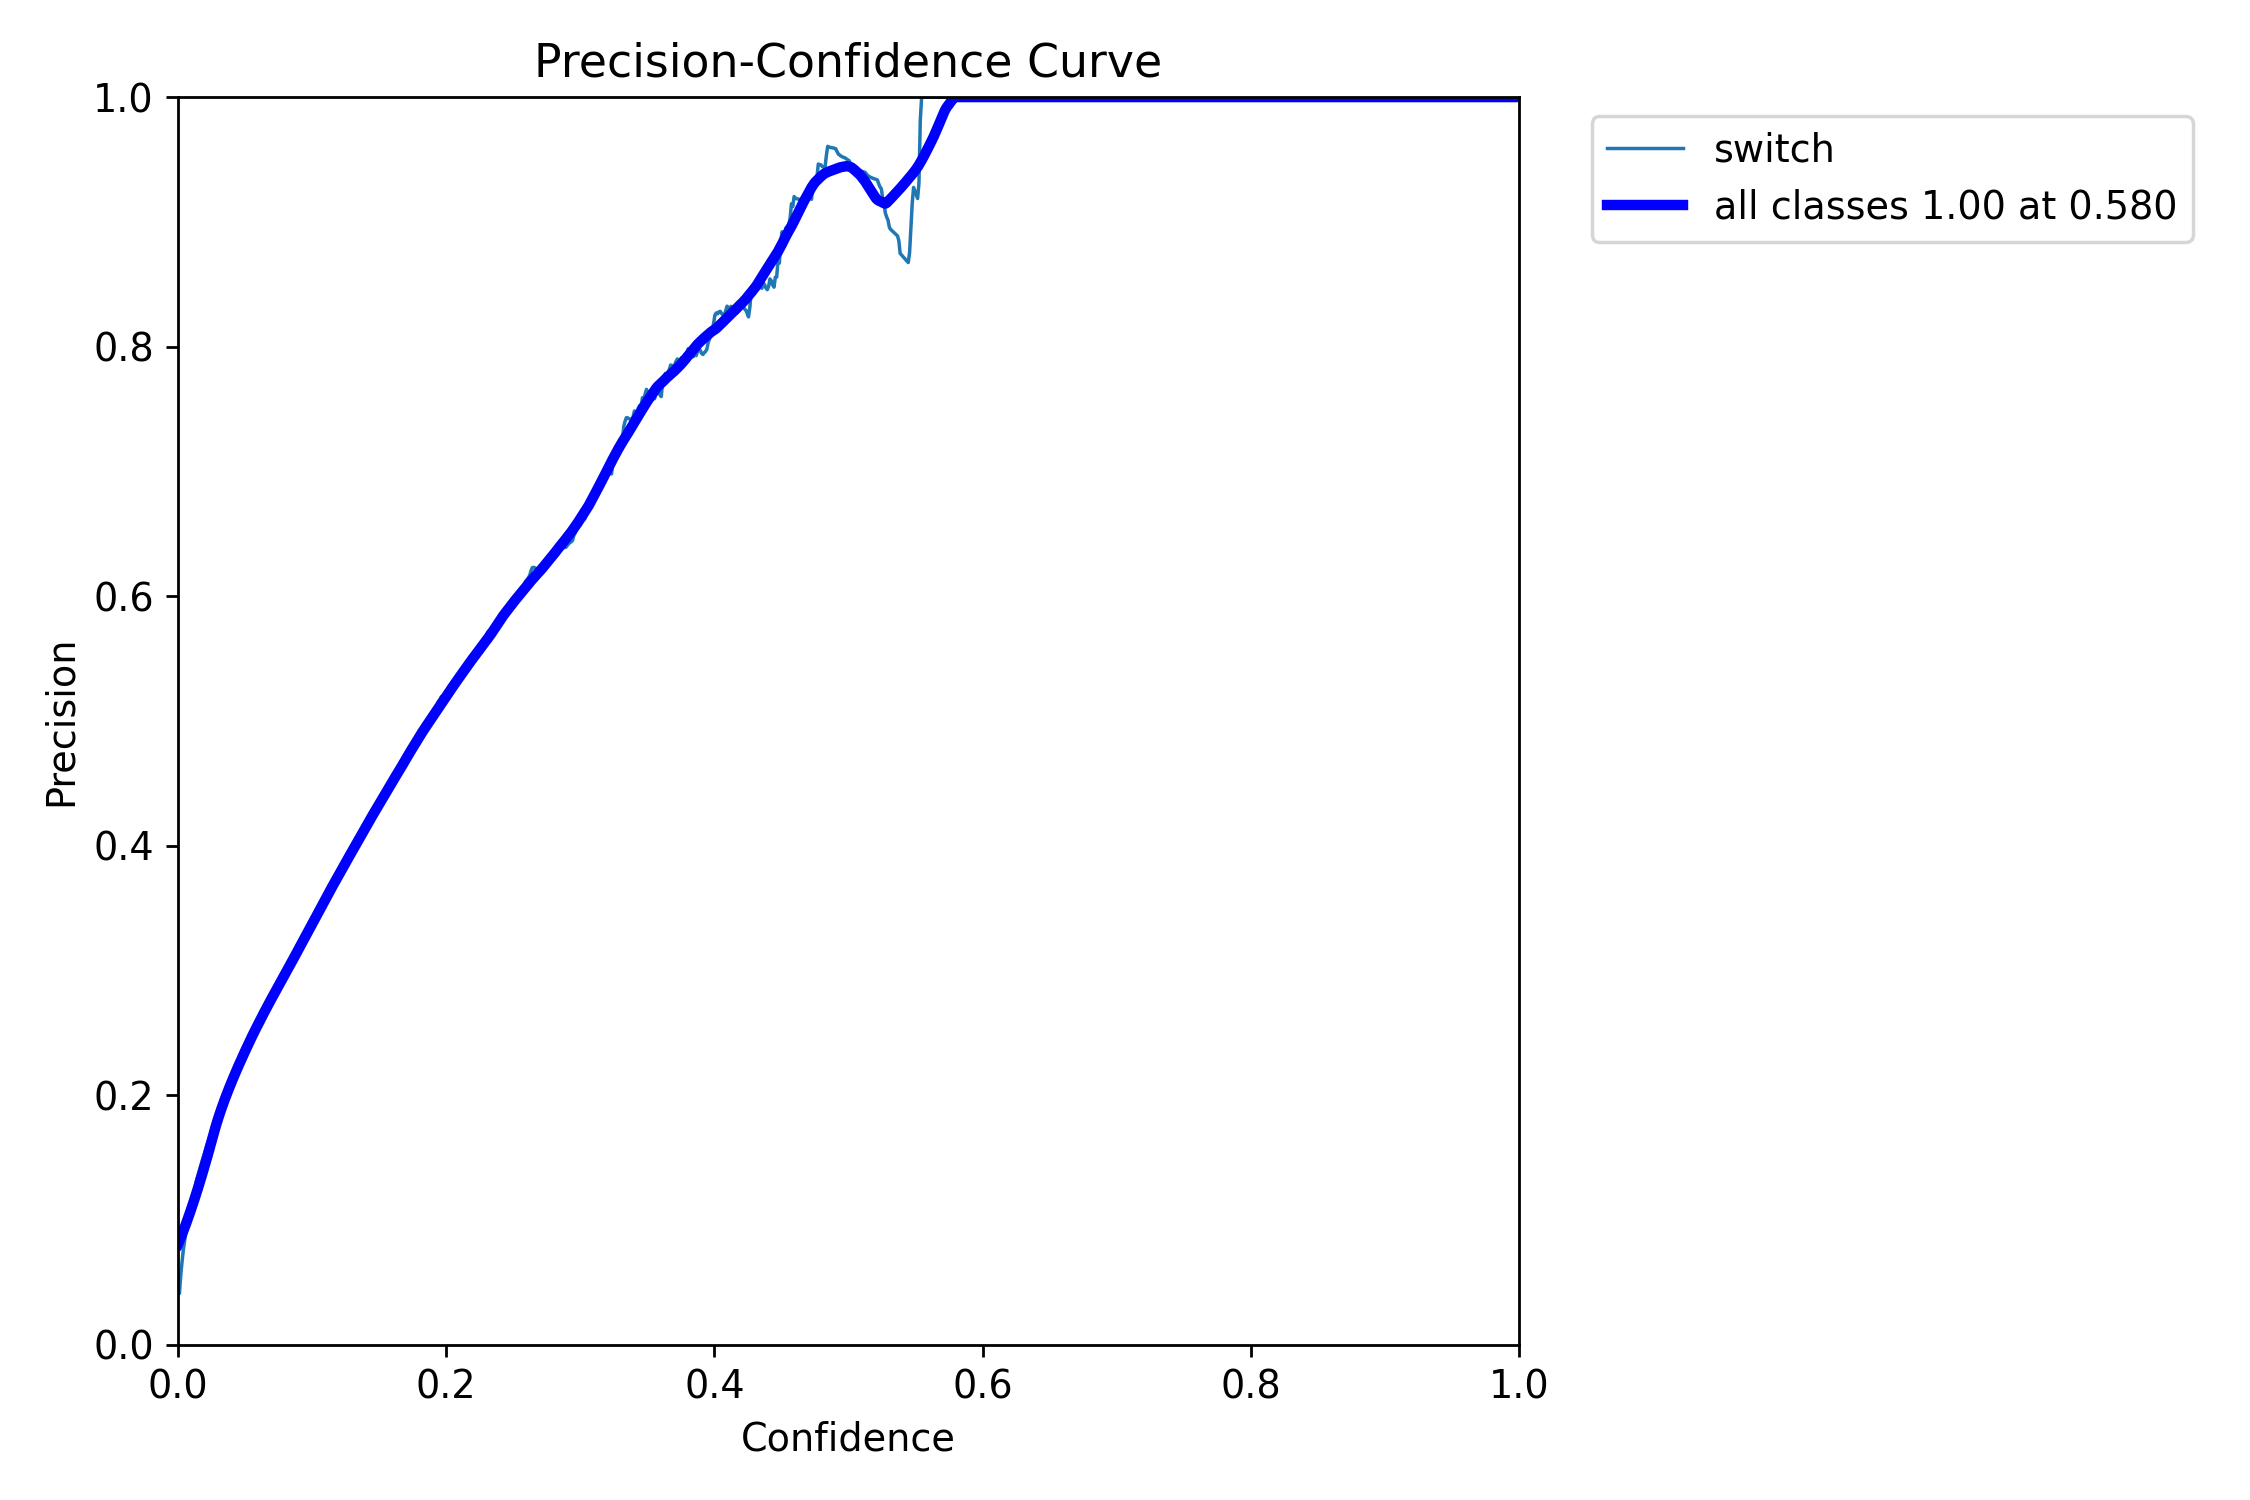 Precision-Confidence Curve
1.0
0.8
0.6
0.4
0.2
0.0
Precision
0.0 0.2 0.4 0.6 0.8 1.0
Confidence
switch
all classes 1.00 at 0.580